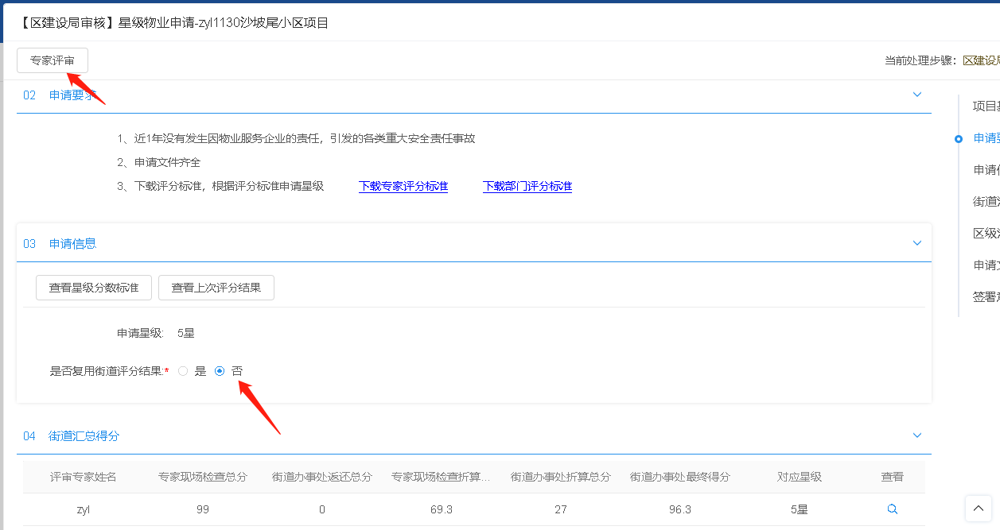 【区建设局审核】星级物业申请-zyl1130沙坡尾小区项目
专家评审
当前处理步骤：区建设局
02 申请要求
1、近1年没有发生因物业服务企业的责任，引发的各类重大安全责任事故
2、申请文件齐全
3、下载评分标准，根据评分标准申请星级 下载专家评分标准 下载部门评分标准
03 申请信息
查看星级分数标准 查看上次评分结果
申请星级: 5星
是否复用街道评分结果:* 是 否
04 街道汇总得分
评审专家姓名 专家现场检查总分 街道办事处返还总分 专家现场检查折算... 街道办事处折算总分 街道办事处最终得分 对应星级 查看
zyl 99 0 69.3 27 96.3 5星
项目
申请要
申请
街道
区级
申请
签署